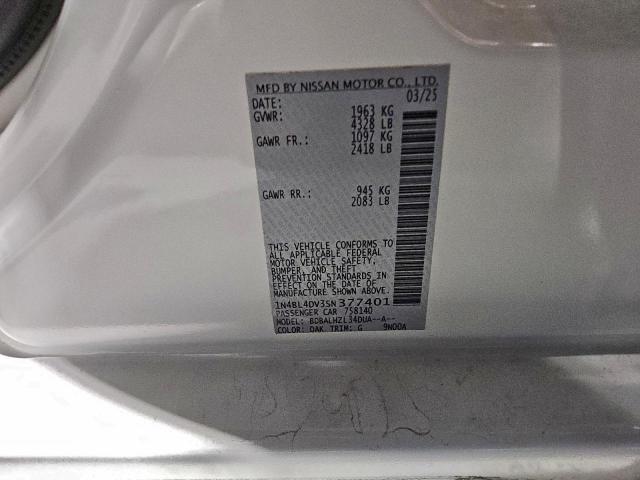 MFD BY NISSAN MOTOR CO., LTD.
DATE: 03/25
GVWR: 1963 KG
4328 LB
GAWR FR.: 1097 KG
2418 LB
GAWR RR.: 945 KG
2083 LB
THIS VEHICLE CONFORMS TO
ALL APPLICABLE FEDERAL
MOTOR VEHICLE SAFETY,
BUMPER, AND THEFT
PREVENTION STANDARDS IN
EFFECT ON THE DATE OF
MANUFACTURE SHOWN ABOVE.
1N4BL4DV3SN377401
PASSENGER CAR 758140
MODEL: BDBALHZL34DUA--A--
COLOR: QAK TRIM: G 9N00A